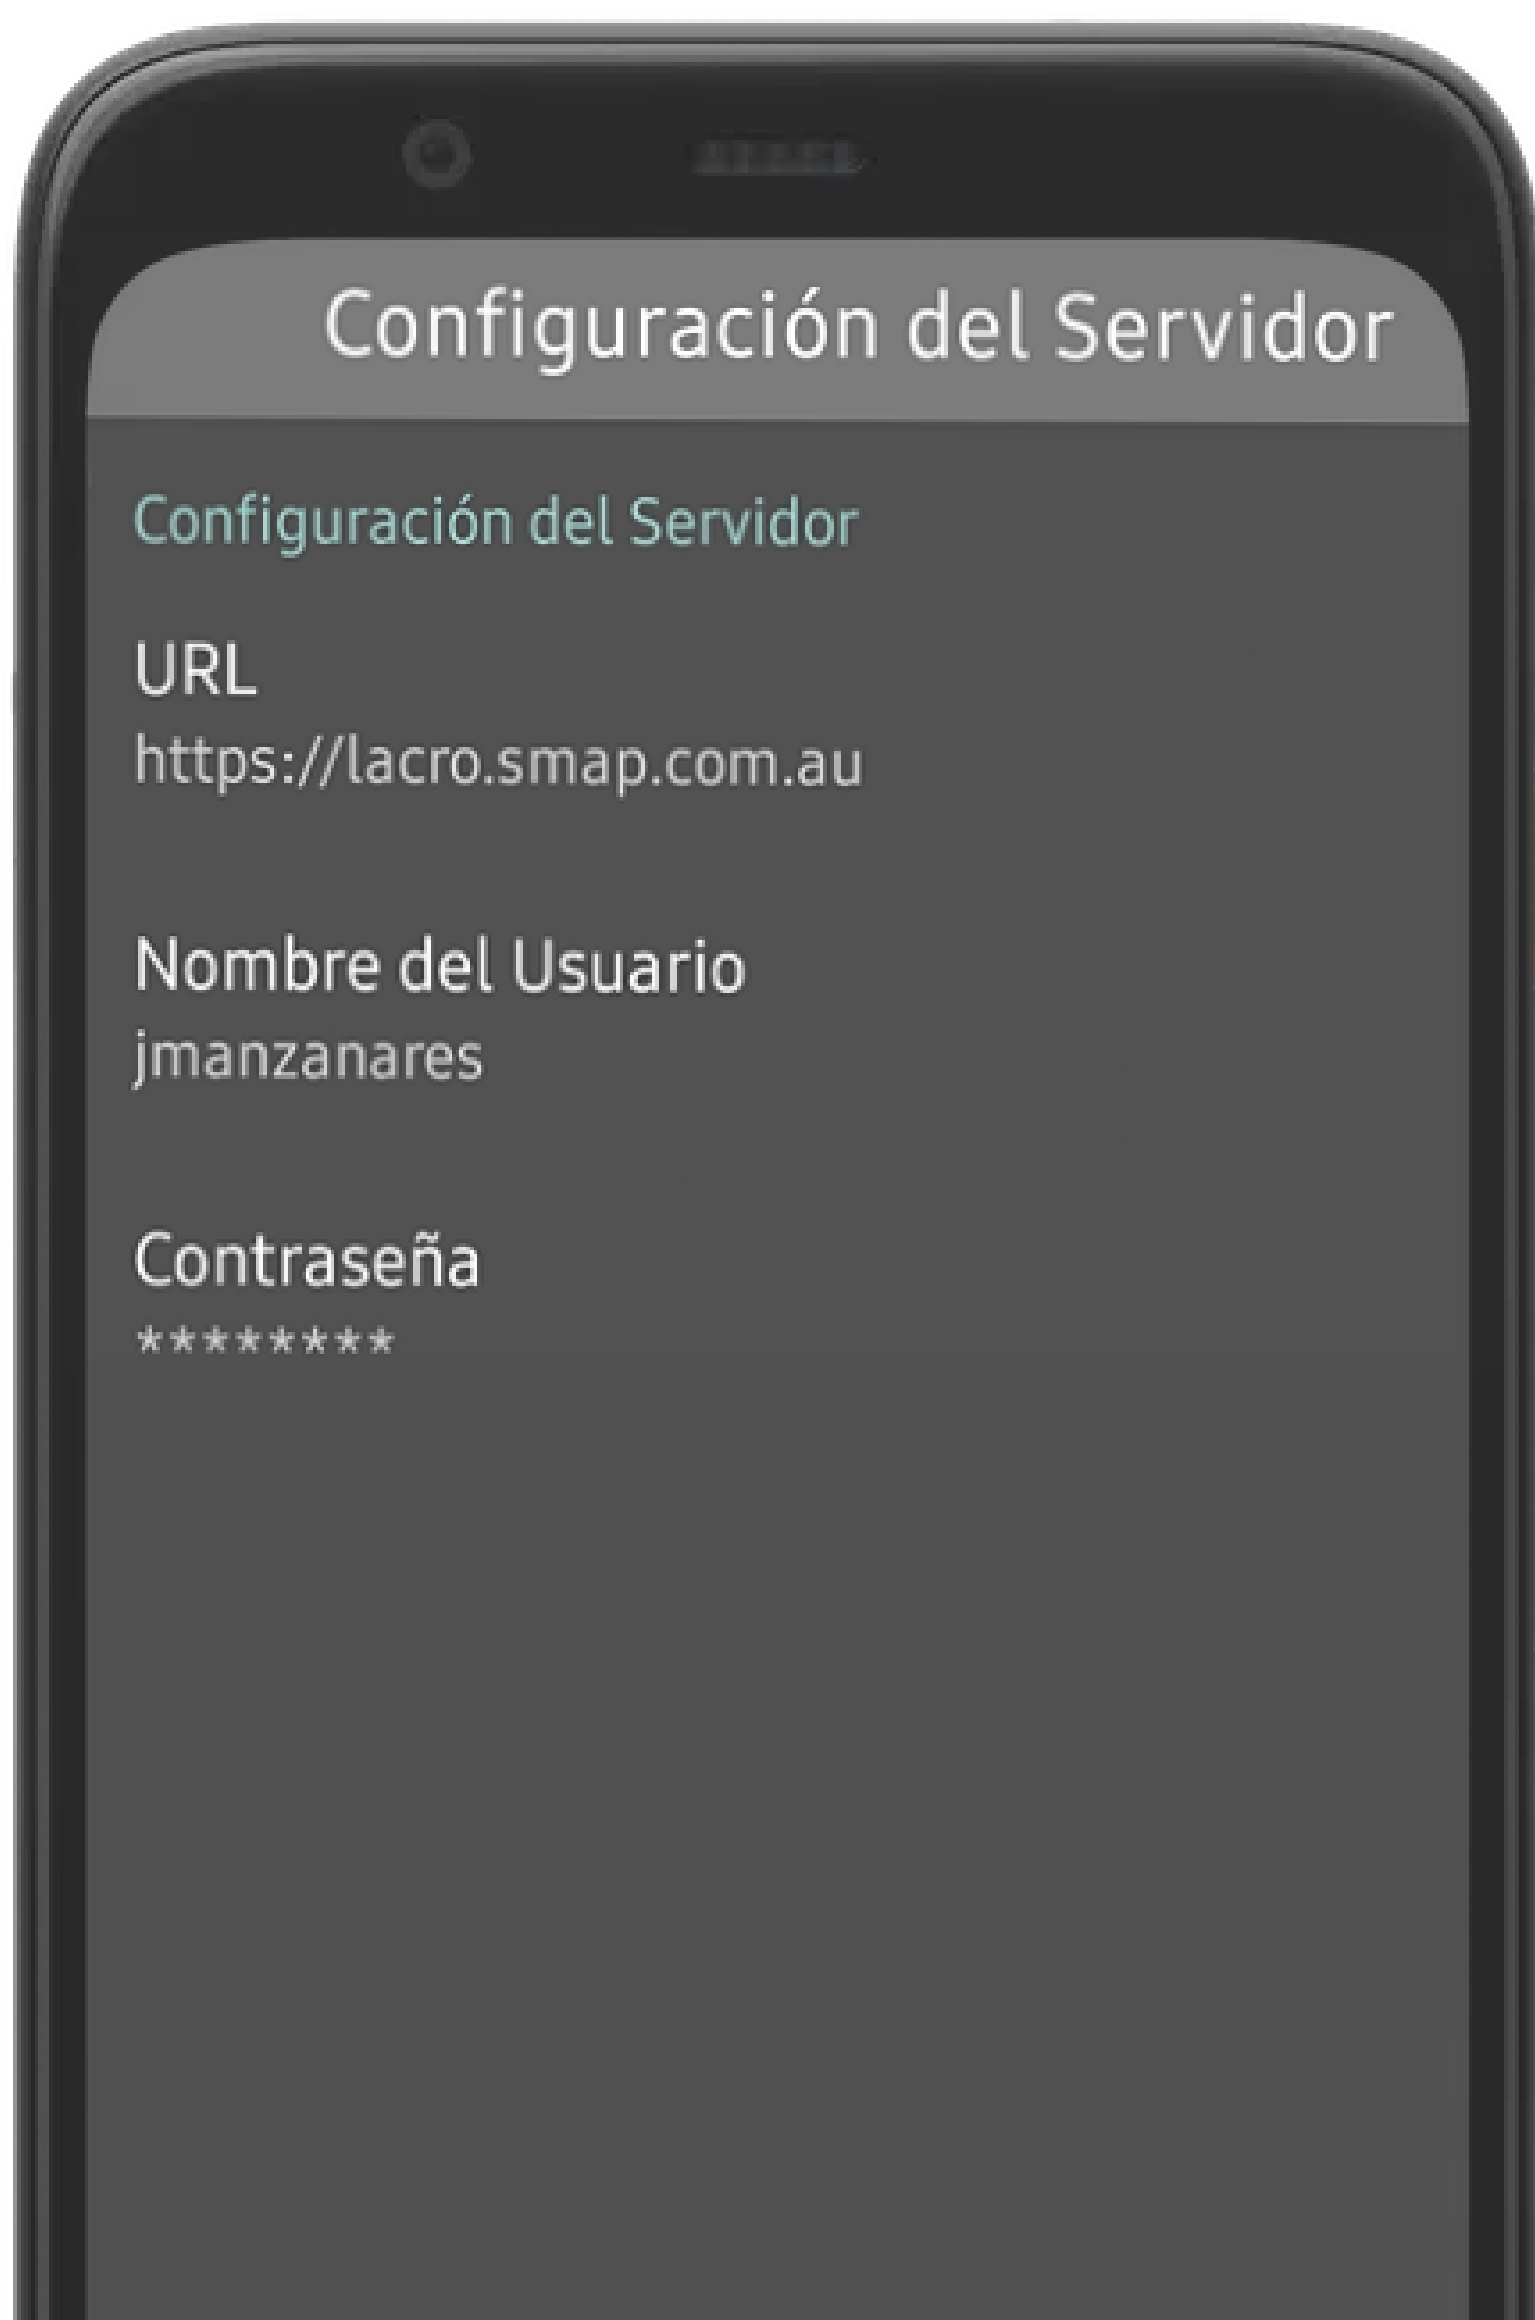 Configuración del Servidor
Configuración del Servidor
URL
https://lacro.smap.com.au
Nombre del Usuario
jmanzanares
Contraseña
********